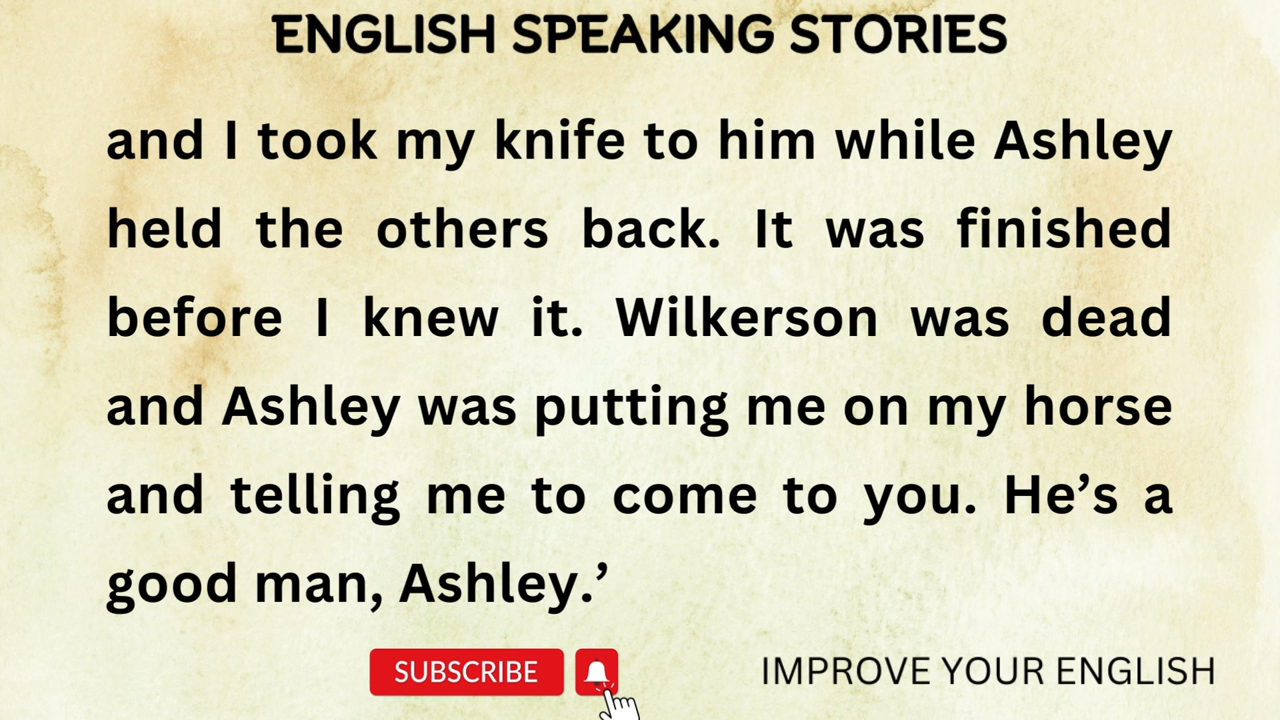 ENGLISH SPEAKING STORIES
and I took my knife to him while Ashley
held the others back. It was finished
before I knew it. Wilkerson was dead
and Ashley was putting me on my horse
and telling me to come to you. He’s a
good man, Ashley.’
SUBSCRIBE
IMPROVE YOUR ENGLISH